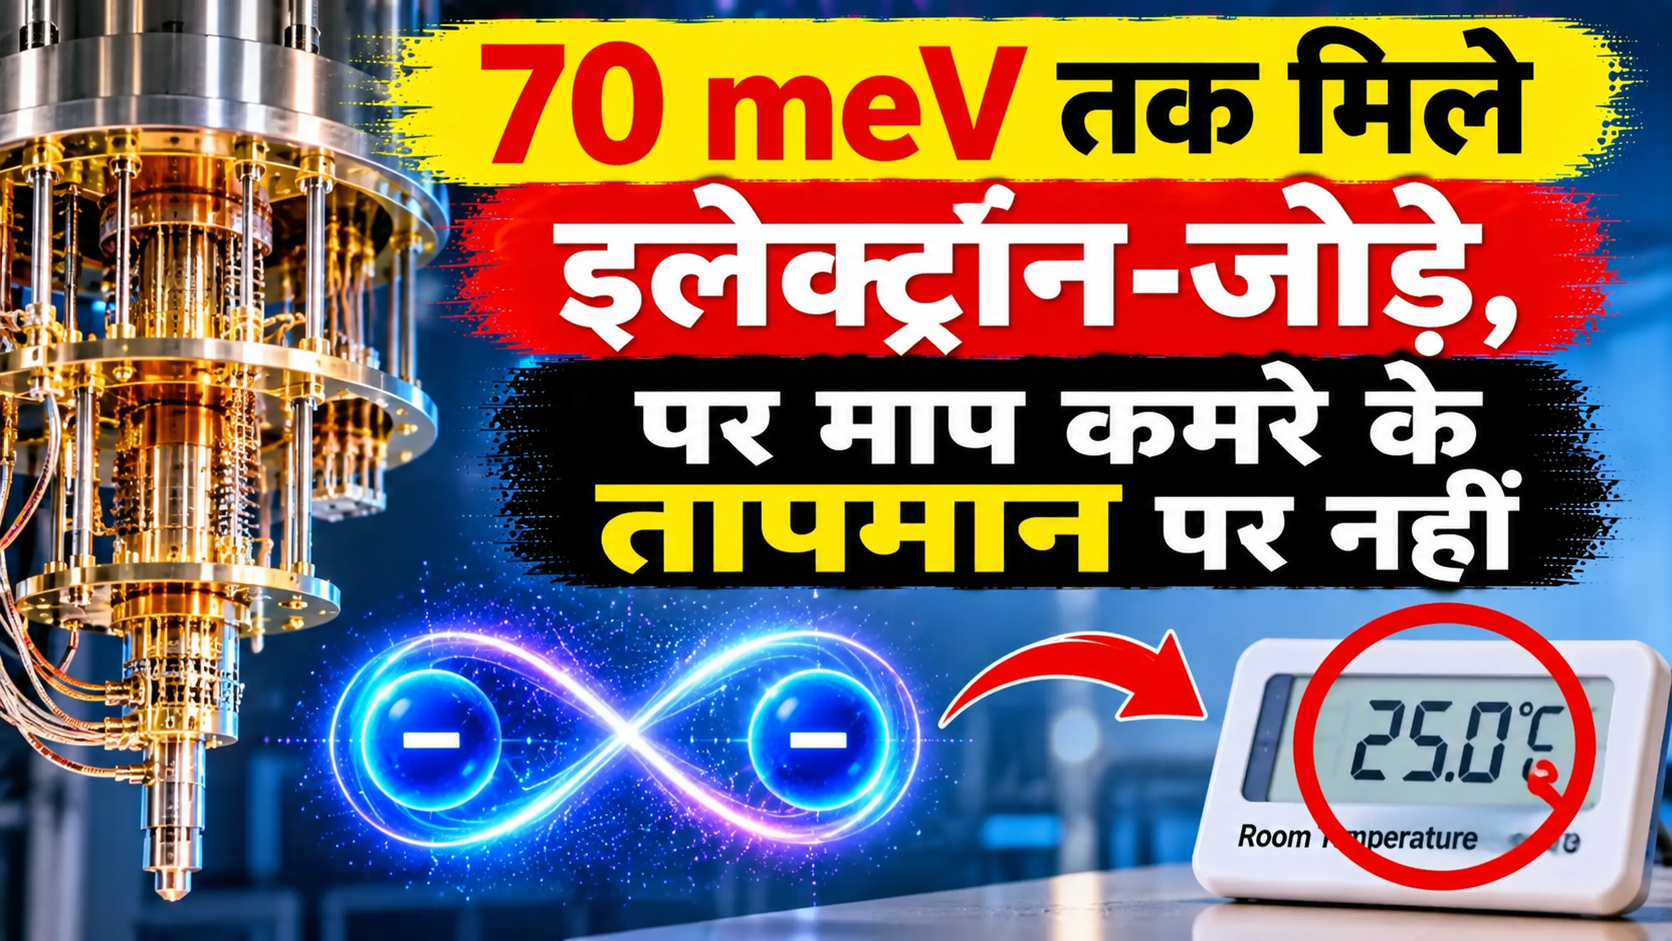 70 meV तक मिले
इलेक्ट्रॉन-जोड़े,
पर माप कमरे के
तापमान पर नहीं
25.0°C
Room Temperature